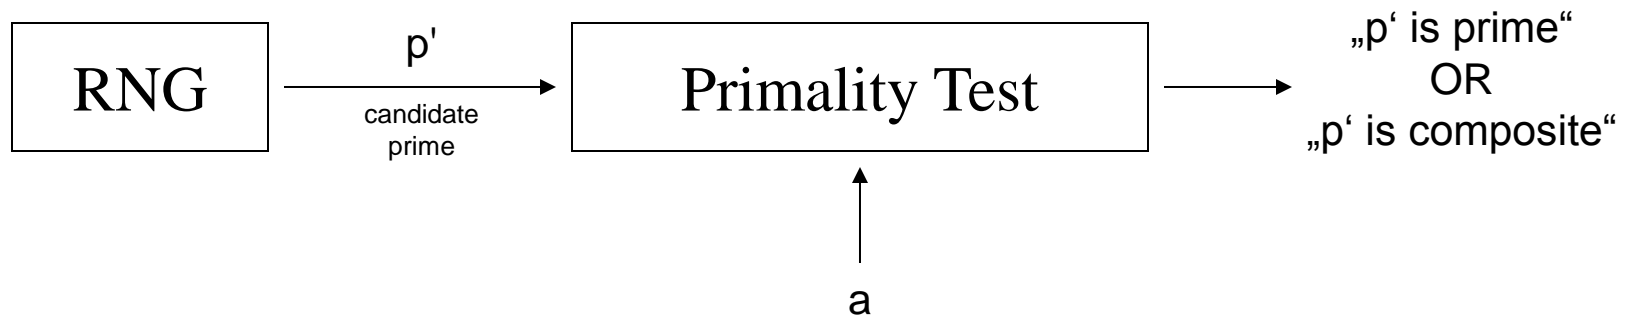 RNG
p'
candidate
prime
Primality Test
„p‘ is prime“
OR
„p‘ is composite“
a